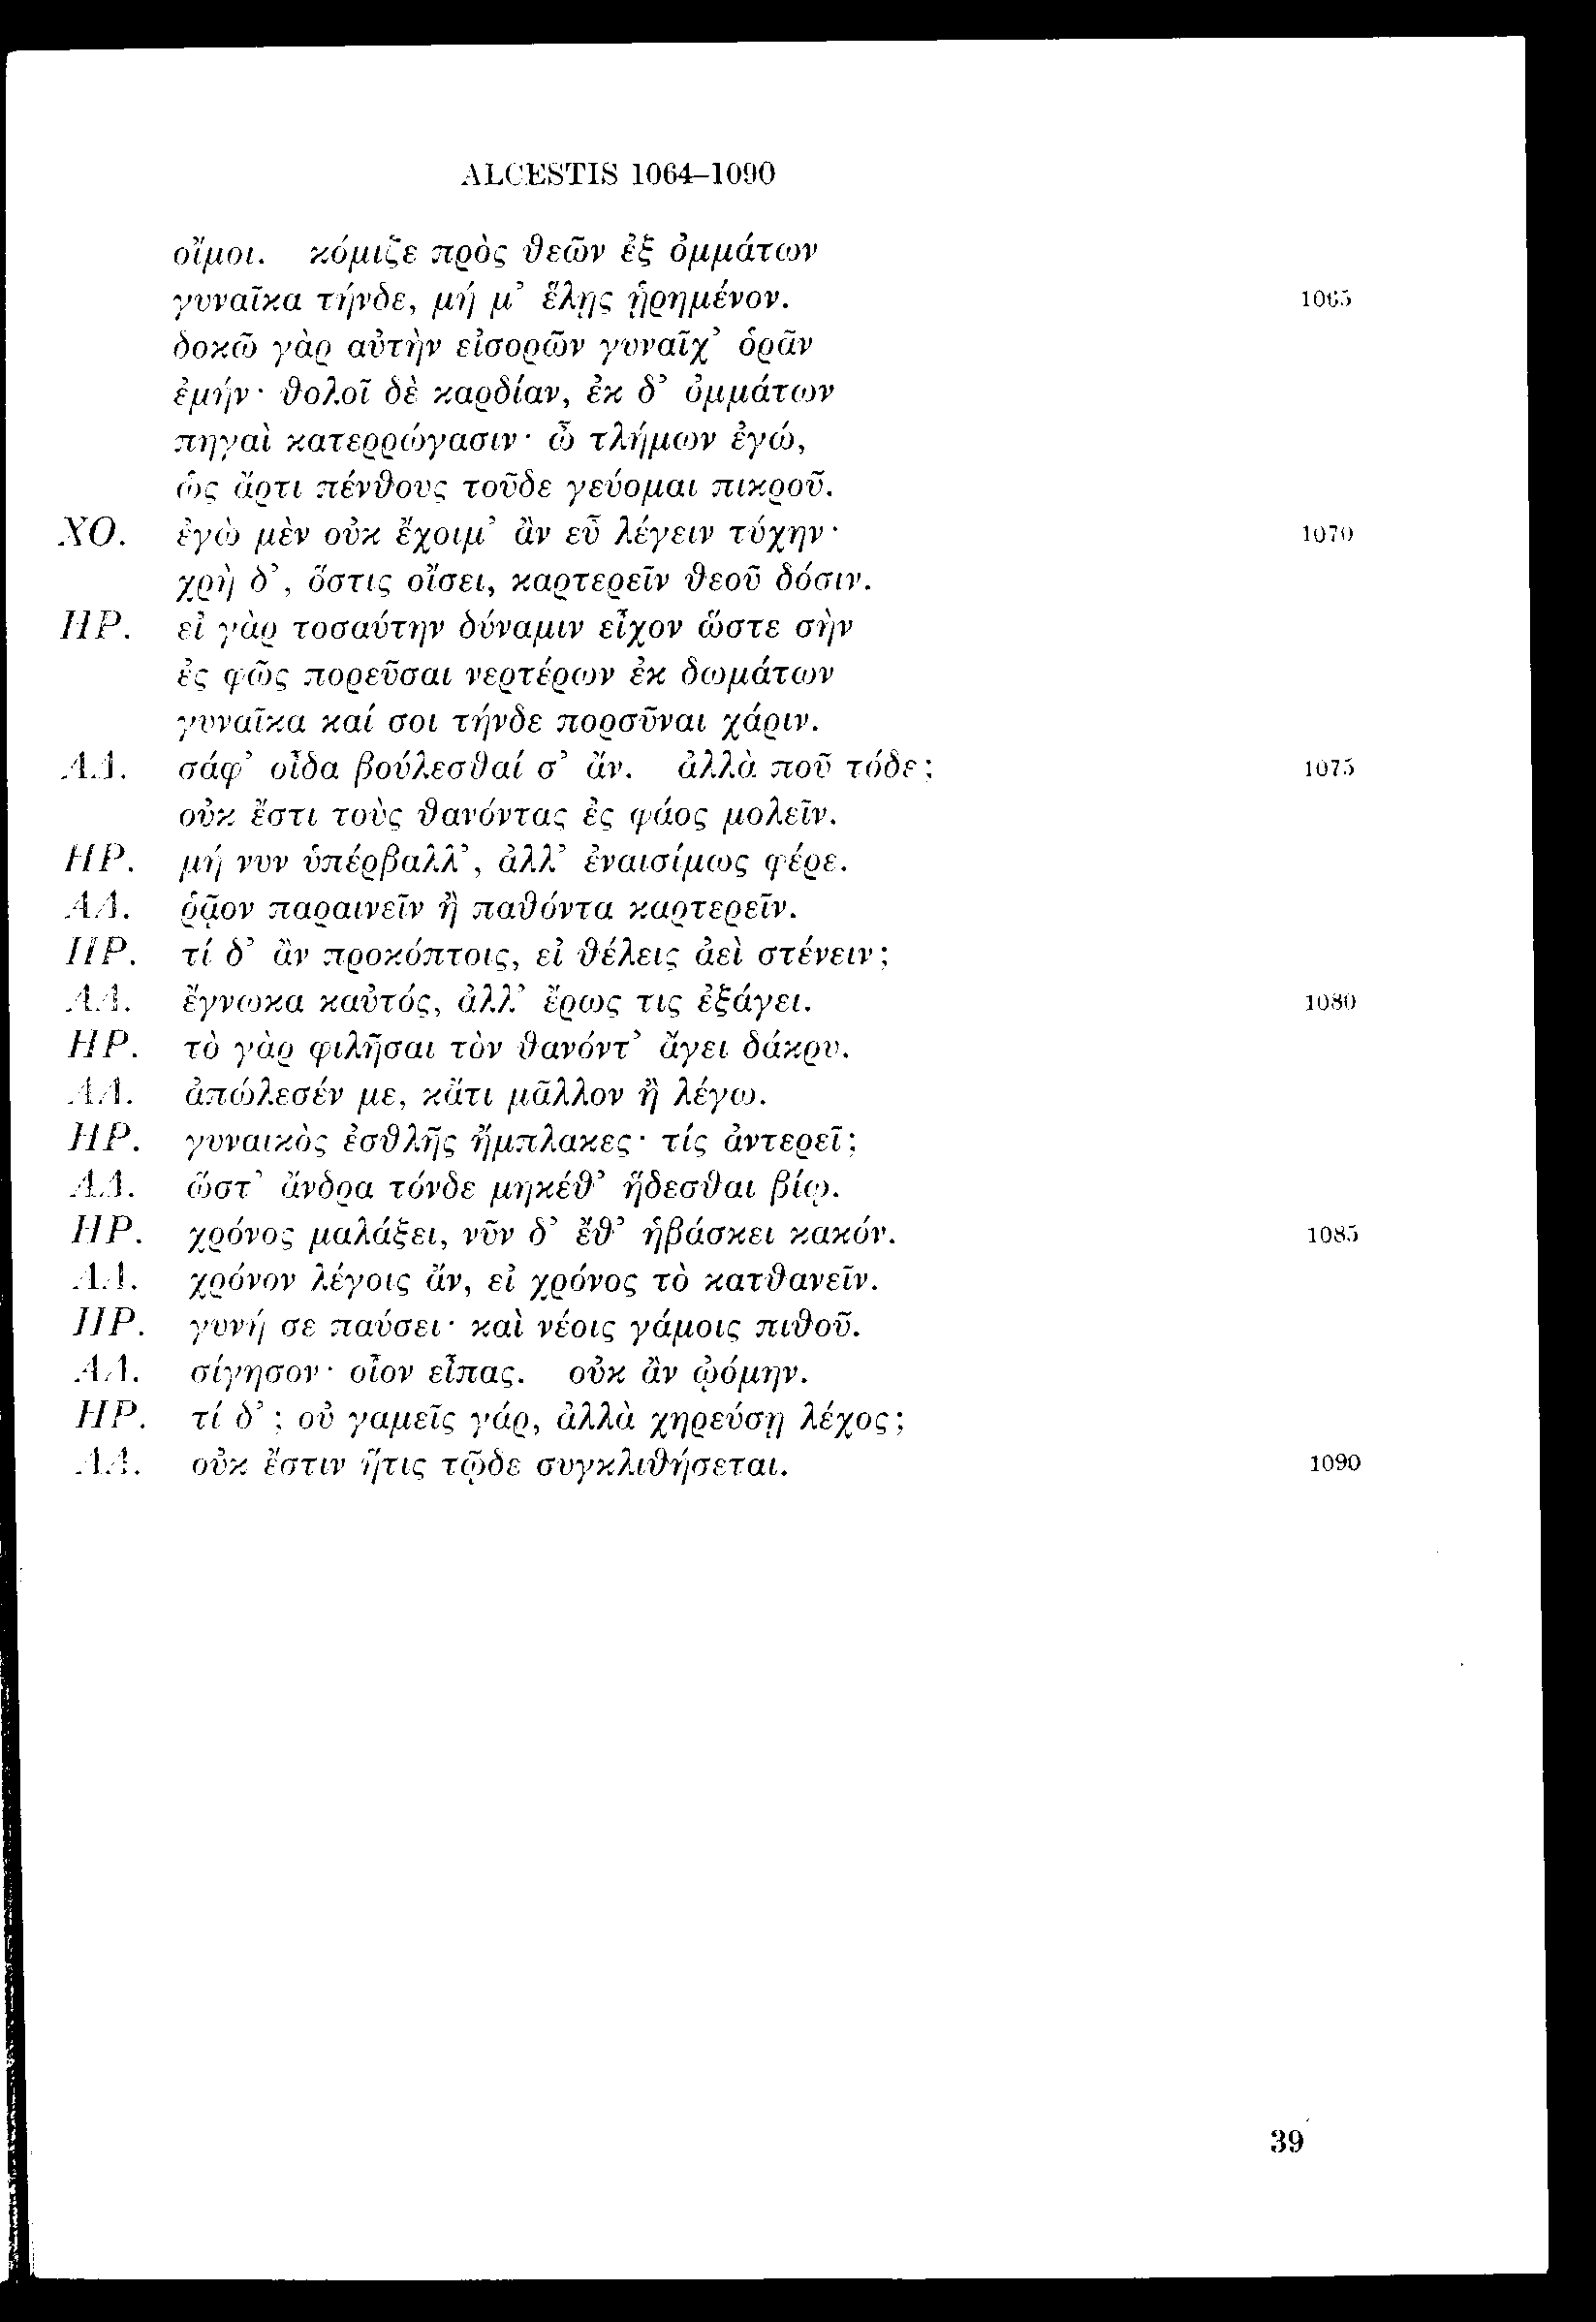 ALCESTIS 1064–1090
οἴμοι. κόμιζε πρὸς θεῶν ἐξ ὀμμάτων
γυναῖκα τήνδε, μή μ’ ἕλῃς ᾑρημένον. 1065
δοκῶ γὰρ αὐτὴν εἰσορῶν γυναῖχ’ ὁρᾶν
ἐμήν· θολοῖ δὲ καρδίαν, ἐκ δ’ ὀμμάτων
πηγαὶ κατερρώγασιν· ὦ τλήμων ἐγώ,
ὡς ἄρτι πένθους τοῦδε γεύομαι πικροῦ.
ΧΟ. ἐγὼ μὲν οὐκ ἔχοιμ’ ἂν εὖ λέγειν τύχην· 1070
χρὴ δ’, ὅστις οἴσει, καρτερεῖν θεοῦ δόσιν.
ΗΡ. εἰ γὰρ τοσαύτην δύναμιν εἶχον ὥστε σὴν
ἐς φῶς πορεῦσαι νερτέρων ἐκ δωμάτων
γυναῖκα καί σοι τήνδε πορσῦναι χάριν.
ΑΔ. σάφ’ οἶδα βούλεσθαί σ’ ἄν. ἀλλὰ ποῦ τόδε; 1075
οὐκ ἔστι τοὺς θανόντας ἐς φάος μολεῖν.
ΗΡ. μή νυν ὑπέρβαλλ’, ἀλλ’ ἐναισίμως φέρε.
ΑΔ. ῥᾷον παραινεῖν ἢ παθόντα καρτερεῖν.
ΗΡ. τί δ’ ἂν προκόπτοις, εἰ θέλεις ἀεὶ στένειν;
ΑΔ. ἔγνωκα καὐτός, ἀλλ’ ἔρως τις ἐξάγει. 1080
ΗΡ. τὸ γὰρ φιλῆσαι τὸν θανόντ’ ἄγει δάκρυ.
ΑΔ. ἀπώλεσέν με, κἄτι μᾶλλον ἢ λέγω.
ΗΡ. γυναικὸς ἐσθλῆς ἤμπλακες· τίς ἀντερεῖ;
ΑΔ. ὥστ’ ἄνδρα τόνδε μηκέθ’ ἥδεσθαι βίῳ.
ΗΡ. χρόνος μαλάξει, νῦν δ’ ἔθ’ ἡβάσκει κακόν. 1085
ΑΔ. χρόνον λέγοις ἄν, εἰ χρόνος τὸ κατθανεῖν.
ΗΡ. γυνή σε παύσει· καὶ νέοις γάμοις πιθοῦ.
ΑΔ. σίγησον· οἷον εἶπας. οὐκ ἂν ᾠόμην.
ΗΡ. τί δ’; οὐ γαμεῖς γάρ, ἀλλὰ χηρεύσῃ λέχος;
ΑΔ. οὐκ ἔστιν ἥτις τῷδε συγκλιθήσεται. 1090
39